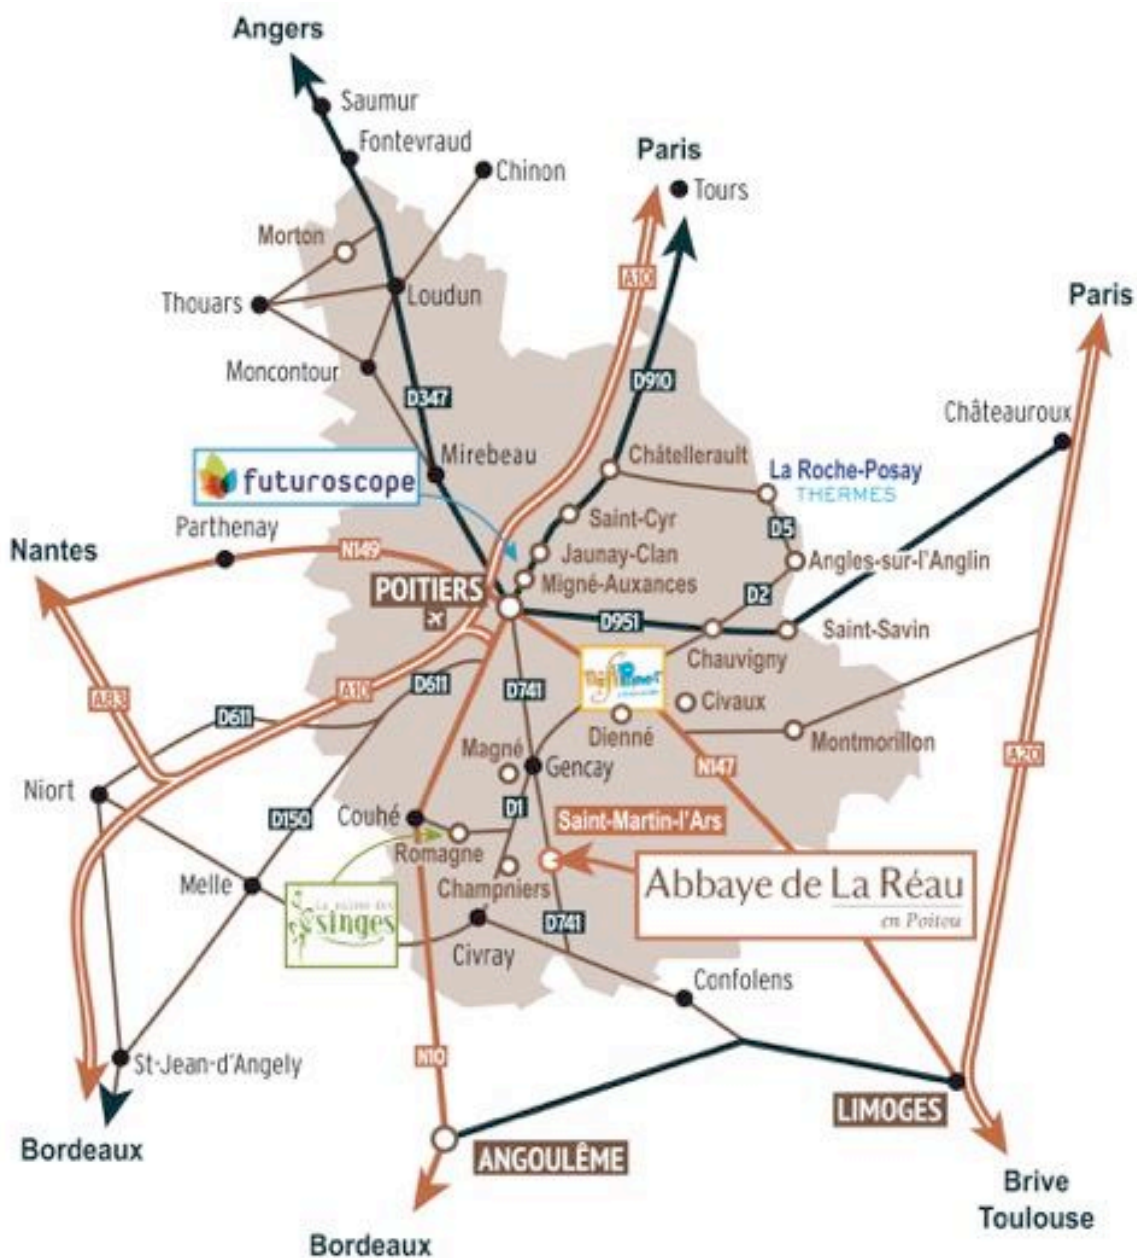 Angers
Saumur
Fontevraud
Chinon
Paris
Tours
Morton
A10
Thouars
Loudun
Paris
Moncontour
D347
D910
Châteauroux
Mirebeau
Châtellerault
futuroscope
La Roche-Posay
THERMES
Saint-Cyr
Parthenay
D5
Nantes
N149
Jaunay-Clan
Angles-sur-l'Anglin
Migné-Auxances
POITIERS
D2
D951
Saint-Savin
Chauvigny
D611
D741
A10
A83
Civaux
D611
Dienné
Montmorillon
Magné
Gencay
N147
A20
Niort
D1
Couhé
D150
Saint-Martin-l'Ars
Romagne
Melle
Champniers
Abbaye de La Réau
en Poitou
singes
D741
Civray
Confolens
N10
St-Jean-d'Angely
LIMOGES
Bordeaux
ANGOULÊME
Brive
Toulouse
Bordeaux